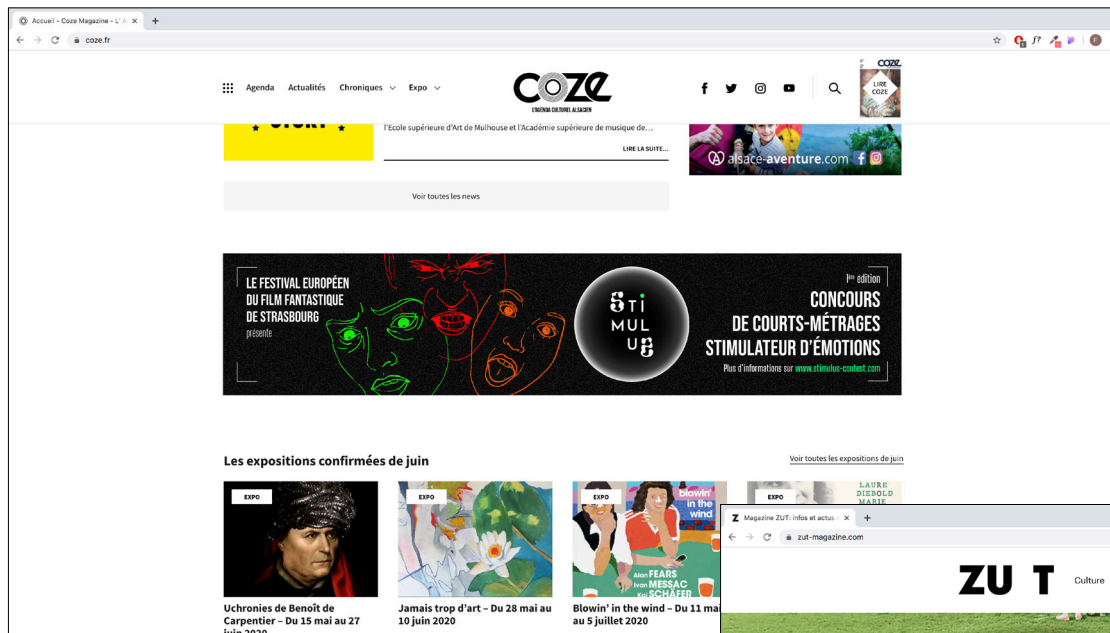 Accueil - Coze Magazine - L'
coze.fr
Agenda Actualités Chroniques Expo
COZE
L'AGENDA CULTUREL ALSACIEN
COZE
LIRE
COZE
l'Ecole supérieure d'Art de Mulhouse et l'Académie supérieure de musique de…
LIRE LA SUITE...
alsace-aventure.com
Voir toutes les news
LE FESTIVAL EUROPÉEN
DU FILM FANTASTIQUE
DE STRASBOURG
présente
STI
MUL
US
1ère édition
CONCOURS
DE COURTS-MÉTRAGES
STIMULATEUR D'ÉMOTIONS
Plus d'informations sur www.stimulus-contest.com
Les expositions confirmées de juin
Voir toutes les expositions de juin
EXPO
EXPO
EXPO
blowin'
in the
wind
Alan FEARS
Ivan MESSAC
Kai SCHÄFER
EXPO
LAURE
DIEBOLD
MARIE
Uchronies de Benoît de
Carpentier – Du 15 mai au 27
juin 2020
Jamais trop d'art – Du 28 mai au
10 juin 2020
Blowin' in the wind – Du 11 mai
au 5 juillet 2020
Magazine ZUT: infos et actus
zut-magazine.com
ZUT
Culture